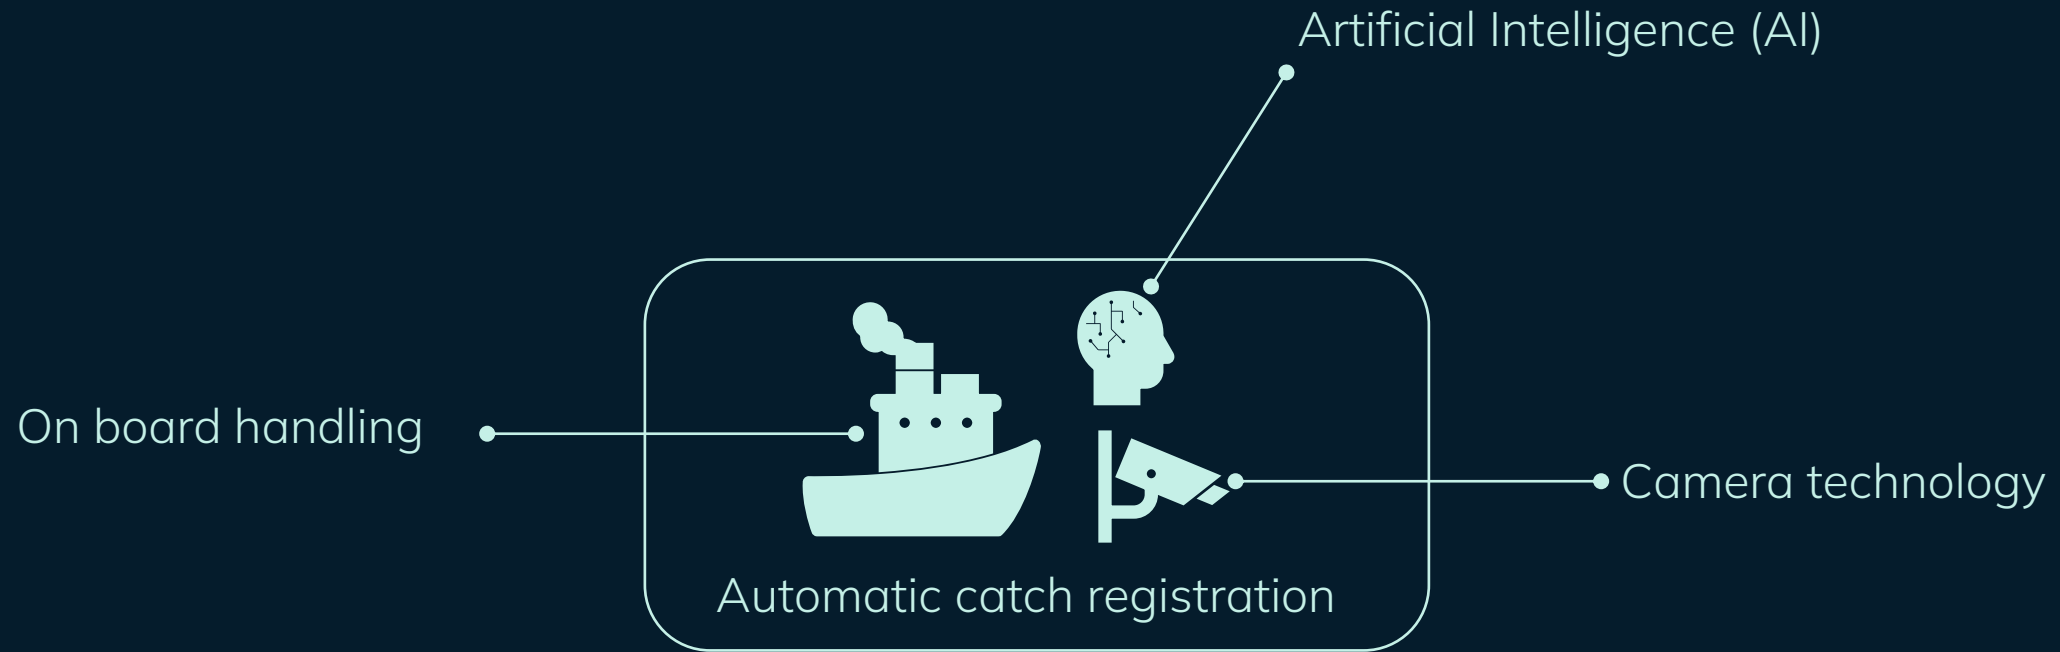 Artificial Intelligence (AI)
On board handling
Camera technology
Automatic catch registration